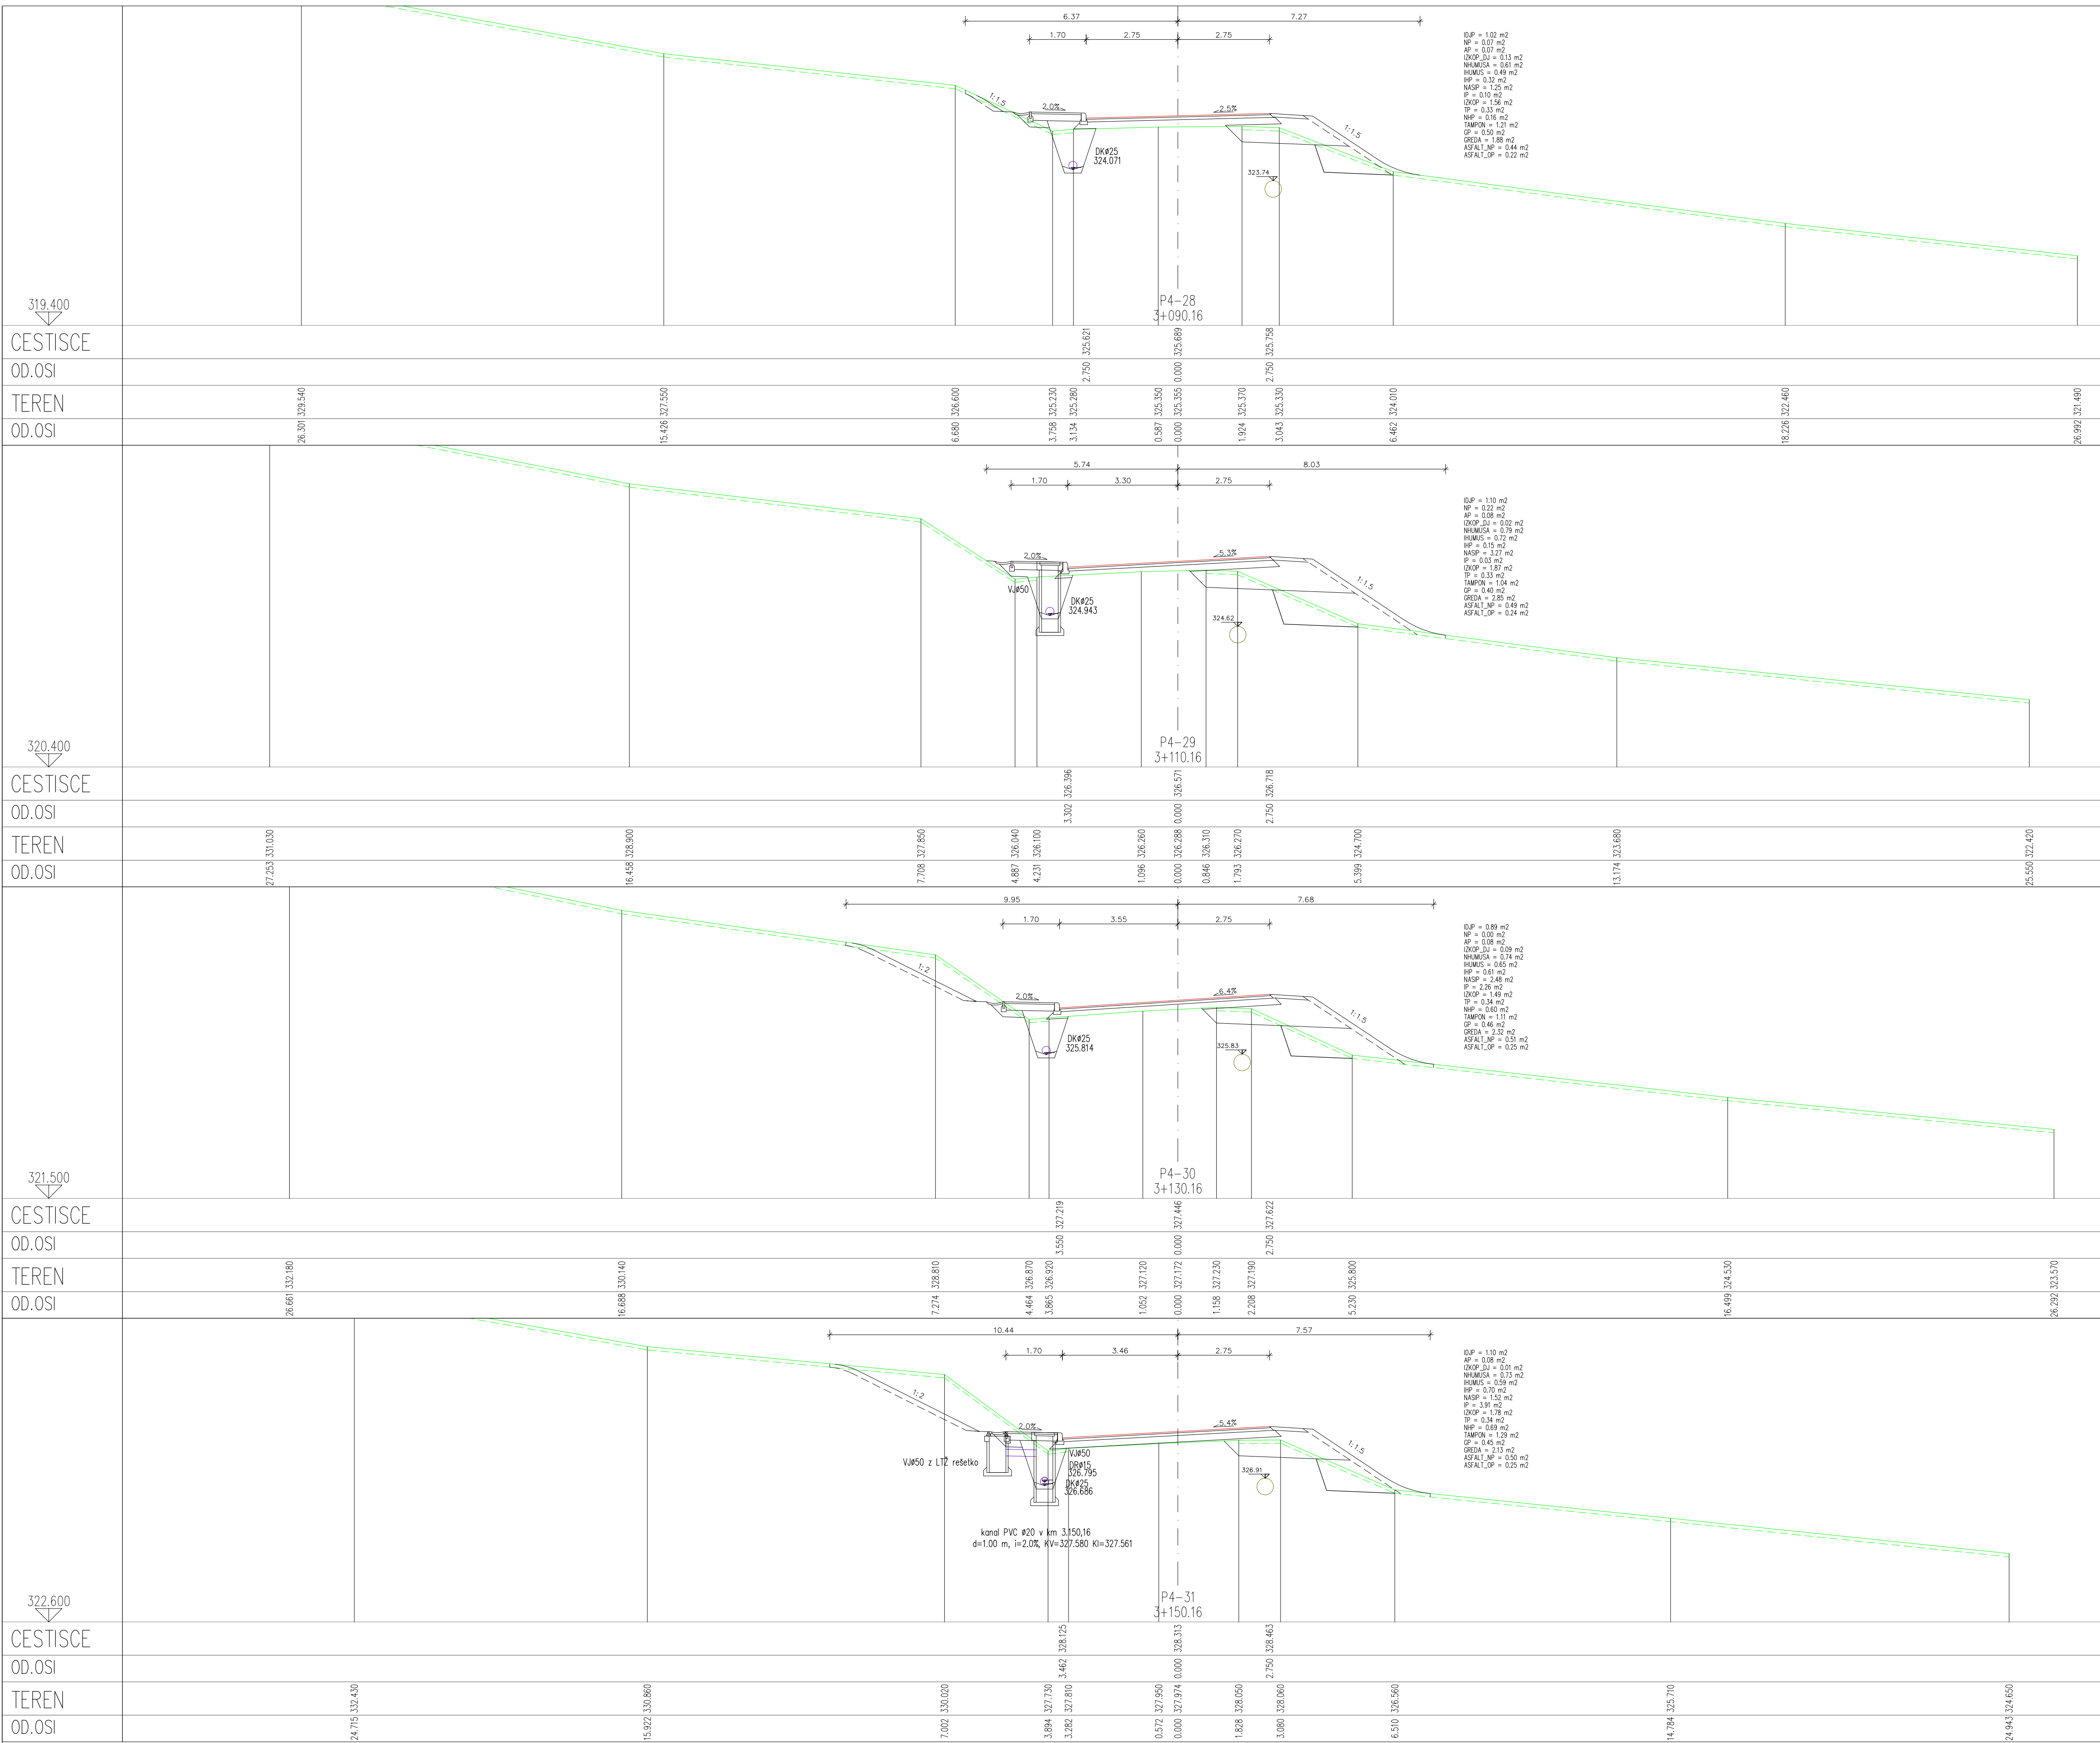 6.37 7.27
1.70 2.75 2.75
IDJP = 1.02 m2
NP = 0.07 m2
AP = 0.07 m2
IZKOP_DJ = 0.13 m2
NHUMUSA = 0.61 m2
IHUMUS = 0.49 m2
IHP = 0.32 m2
NASIP = 1.25 m2
IP = 0.10 m2
IZKOP = 1.56 m2
TP = 0.33 m2
NHP = 0.16 m2
TAMPON = 1.21 m2
GP = 0.50 m2
GREDA = 1.88 m2
ASFALT_NP = 0.44 m2
ASFALT_OP = 0.22 m2
1:1.5 2.0% 2.5% 1:1.5
DKø25
324.071
323.74
319.400
P4-28
3+090.16
CESTISCE 325.621 325.689 325.758
OD.OSI 2.750 0.000 2.750
TEREN 329.540 327.550 326.600 325.230 325.280 325.350 325.355 325.370 325.330 324.010 322.460 321.490
OD.OSI 26.301 15.426 6.680 3.758 3.134 0.587 0.000 1.924 3.043 6.462 18.226 26.992
5.74 8.03
1.70 3.30 2.75
IDJP = 1.10 m2
NP = 0.22 m2
AP = 0.08 m2
IZKOP_DJ = 0.02 m2
NHUMUSA = 0.79 m2
IHUMUS = 0.72 m2
IHP = 0.15 m2
NASIP = 3.27 m2
IP = 0.03 m2
IZKOP = 1.87 m2
TP = 0.33 m2
TAMPON = 1.04 m2
GP = 0.40 m2
GREDA = 2.85 m2
ASFALT_NP = 0.49 m2
ASFALT_OP = 0.24 m2
2.0% 5.3% 1:1.5
VJø50
DKø25
324.943
324.62
320.400
P4-29
3+110.16
CESTISCE 326.396 326.571 326.718
OD.OSI 3.302 0.000 2.750
TEREN 331.030 328.900 327.850 326.040 326.100 326.260 326.288 326.310 326.270 324.700 323.680 322.420
OD.OSI 27.253 16.458 7.708 4.887 4.231 1.096 0.000 0.846 1.793 5.399 13.174 25.550
9.95 7.68
1.70 3.55 2.75
IDJP = 0.89 m2
NP = 0.00 m2
AP = 0.08 m2
IZKOP_DJ = 0.09 m2
NHUMUSA = 0.74 m2
IHUMUS = 0.65 m2
IHP = 0.61 m2
NASIP = 2.48 m2
IP = 2.26 m2
IZKOP = 1.49 m2
TP = 0.34 m2
NHP = 0.60 m2
TAMPON = 1.11 m2
GP = 0.46 m2
GREDA = 2.32 m2
ASFALT_NP = 0.51 m2
ASFALT_OP = 0.25 m2
1:2 2.0% 6.4% 1:1.5
DKø25
325.814
325.83
321.500
P4-30
3+130.16
CESTISCE 327.219 327.446 327.622
OD.OSI 3.550 0.000 2.750
TEREN 332.180 330.140 328.810 326.870 326.920 327.120 327.172 327.230 327.190 325.800 324.530 323.570
OD.OSI 26.661 16.688 7.274 4.464 3.865 1.052 0.000 1.158 2.208 5.230 16.499 26.292
10.44 7.57
1.70 3.46 2.75
IDJP = 1.10 m2
AP = 0.08 m2
IZKOP_DJ = 0.01 m2
NHUMUSA = 0.73 m2
IHUMUS = 0.59 m2
IHP = 0.70 m2
NASIP = 1.52 m2
IP = 3.91 m2
IZKOP = 1.78 m2
TP = 0.34 m2
NHP = 0.69 m2
TAMPON = 1.29 m2
GP = 0.45 m2
GREDA = 2.13 m2
ASFALT_NP = 0.50 m2
ASFALT_OP = 0.25 m2
1:2 2.0% 5.4% 1:1.5
VJø50 z LTŽ rešetko
VJø50
DRø15
326.795
DKø25
326.686
326.91
kanal PVC ø20 v km 3.150,16
d=1.00 m, i=2.0%, KV=327.580 KI=327.561
322.600
P4-31
3+150.16
CESTISCE 328.125 328.313 328.463
OD.OSI 3.462 0.000 2.750
TEREN 332.430 330.860 330.020 327.730 327.810 327.950 327.974 328.050 328.060 326.560 325.710 324.650
OD.OSI 24.715 15.922 7.002 3.894 3.282 0.572 0.000 1.828 3.080 6.510 14.784 24.943